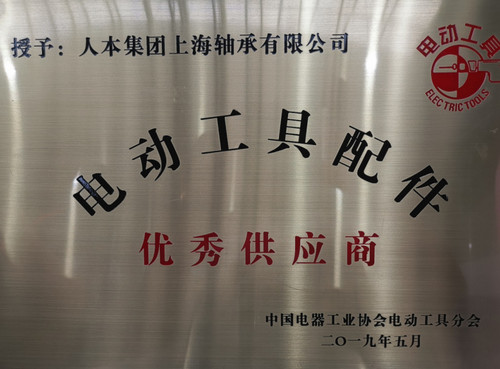 授予：人本集团上海轴承有限公司
电动工具
ELECTRIC TOOLS
电动工具配件
优秀供应商
中国电器工业协会电动工具分会
二〇一九年五月